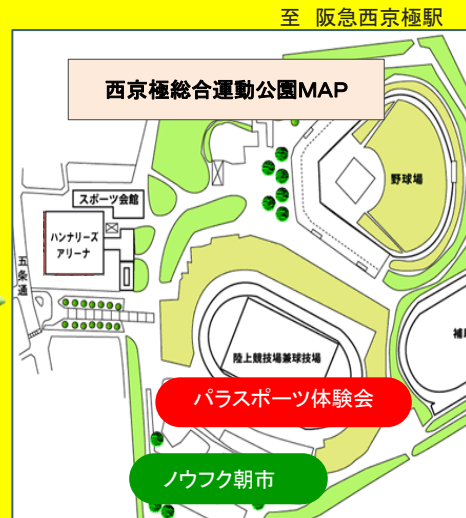 至 阪急西京極駅
西京極総合運動公園MAP
野球場
スポーツ会館
ハンナリーズ
アリーナ
五条通
補
陸上競技場兼球技場
パラスポーツ体験会
ノウフク朝市